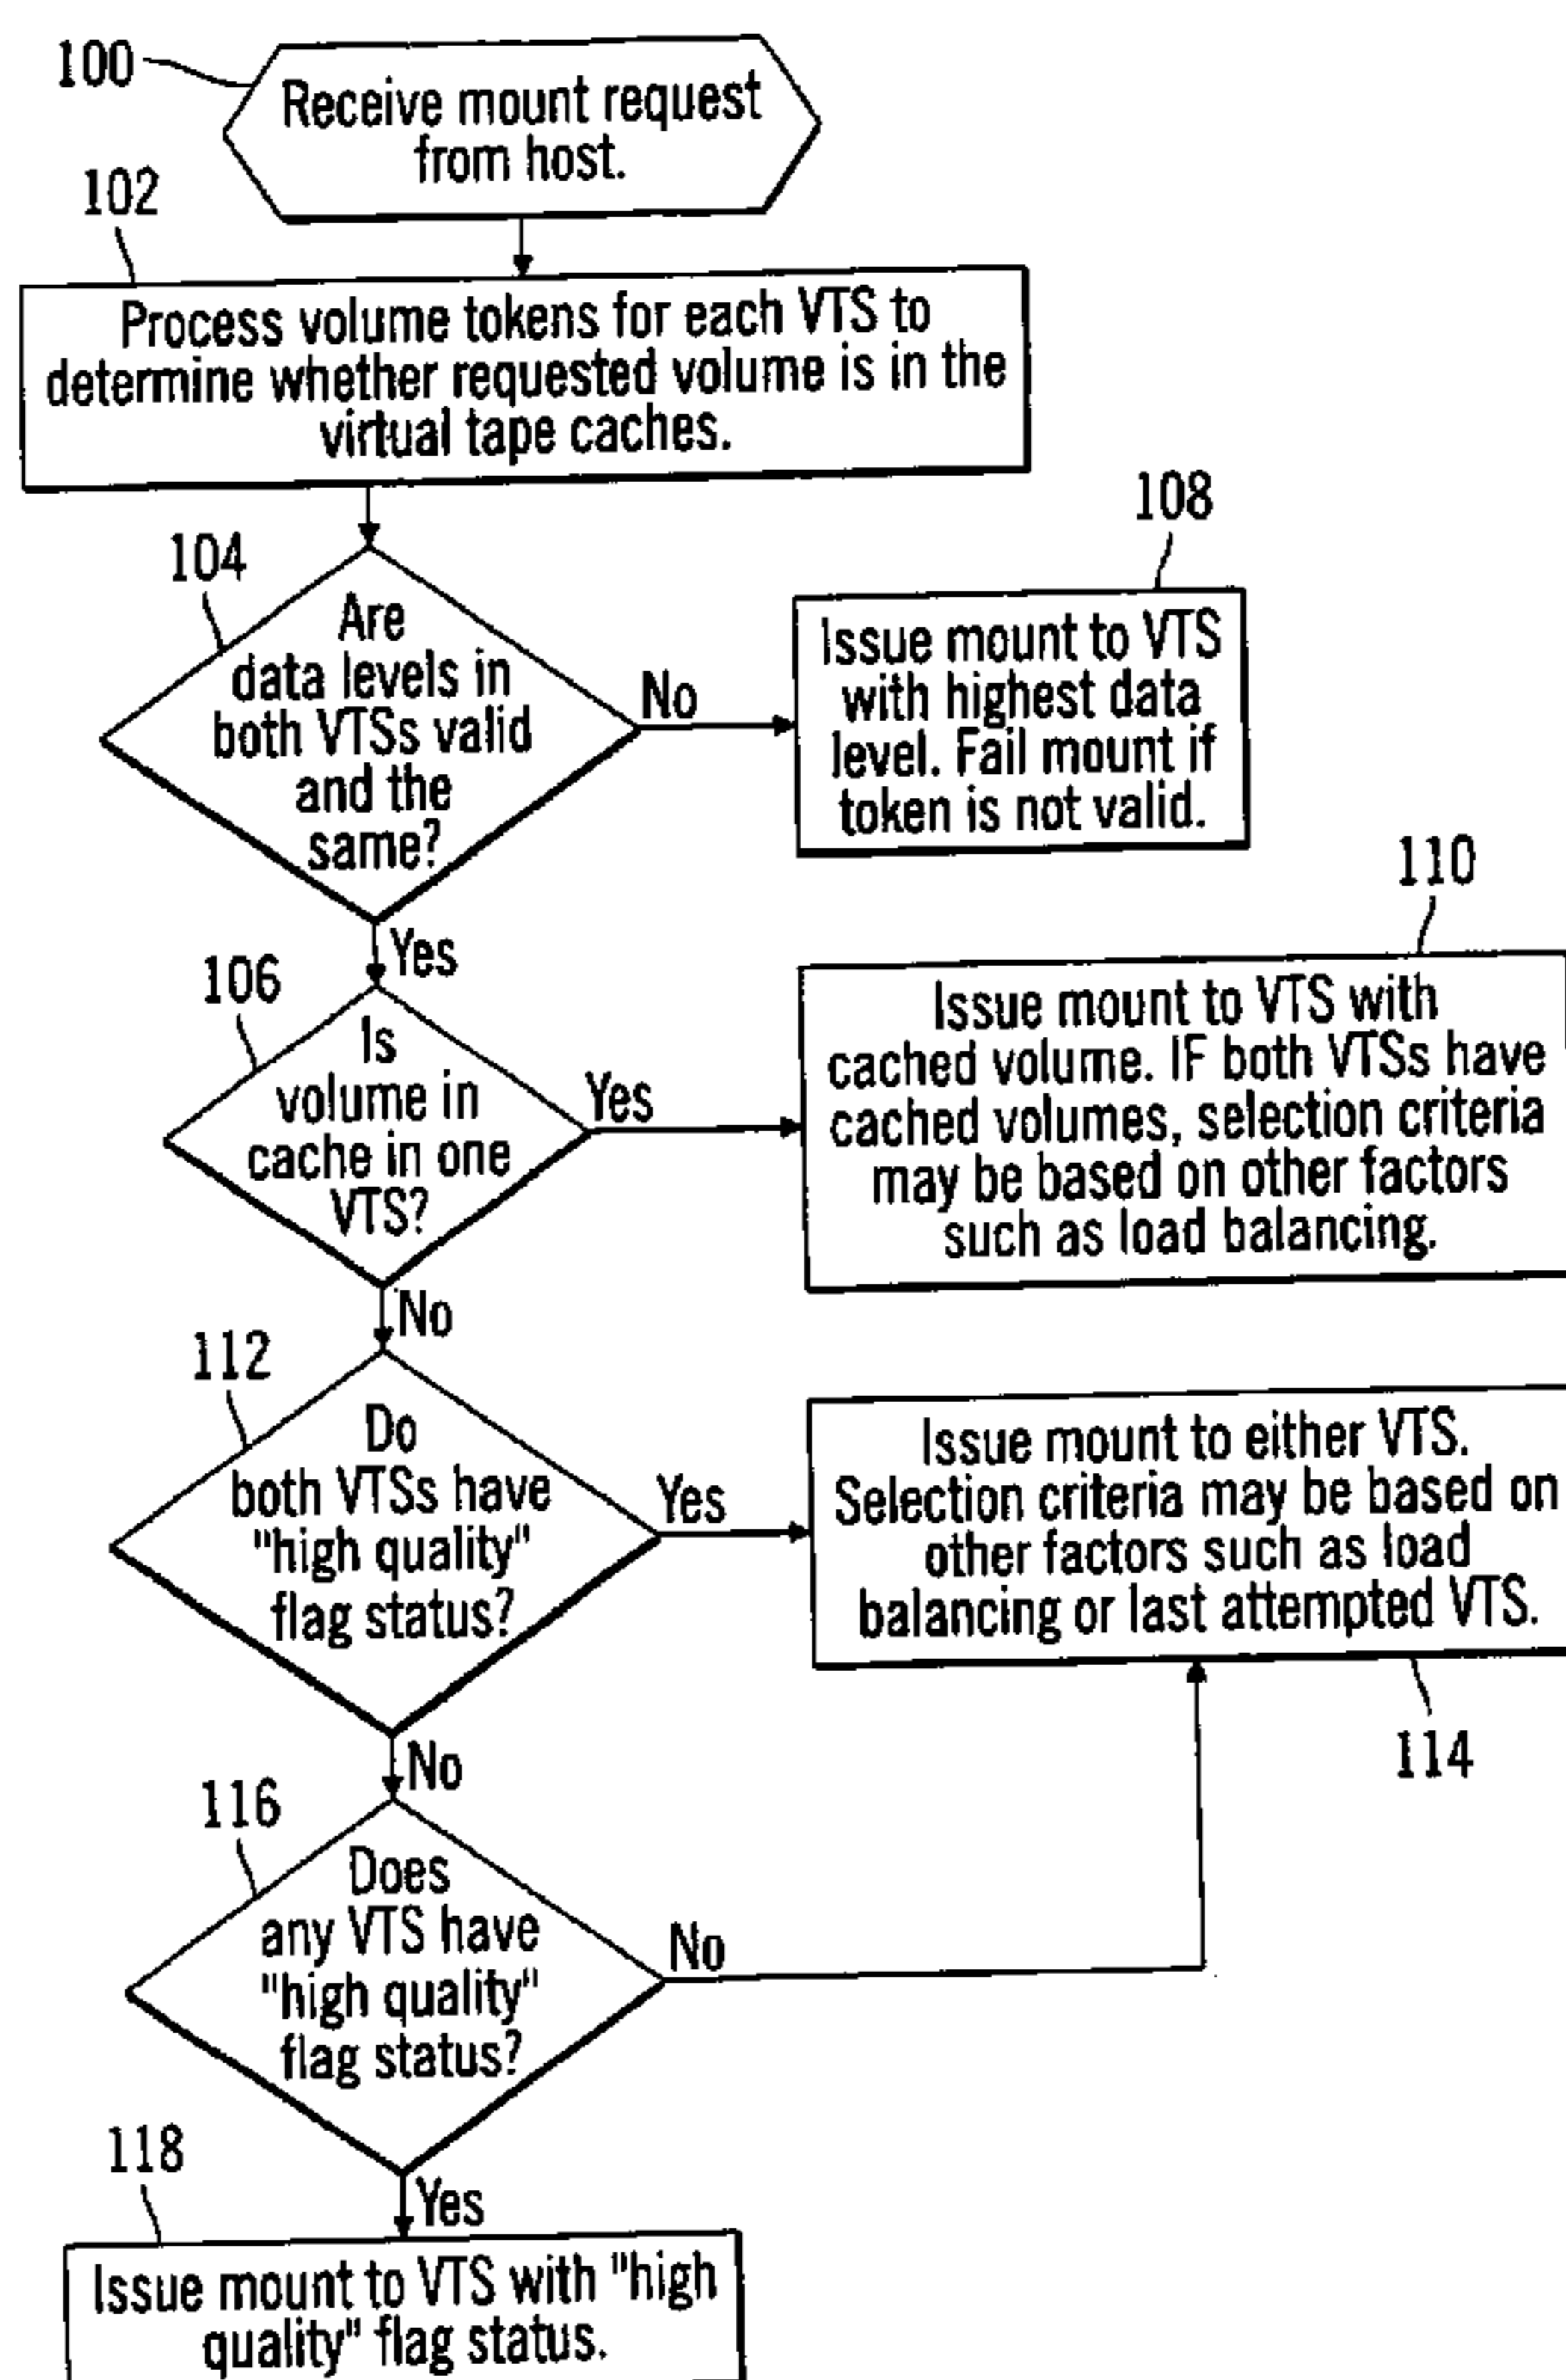 100
Receive mount request
from host.
102
Process volume tokens for each VTS to
determine whether requested volume is in the
virtual tape caches.
104
Are
data levels in
both VTSs valid
and the
same?
No
108
Issue mount to VTS
with highest data
level. Fail mount if
token is not valid.
Yes
106
Is
volume in
cache in one
VTS?
Yes
110
Issue mount to VTS with
cached volume. IF both VTSs have
cached volumes, selection criteria
may be based on other factors
such as load balancing.
No
112
Do
both VTSs have
"high quality"
flag status?
Yes
Issue mount to either VTS.
Selection criteria may be based on
other factors such as load
balancing or last attempted VTS.
114
No
116
Does
any VTS have
"high quality"
flag status?
No
Yes
118
Issue mount to VTS with "high
quality" flag status.